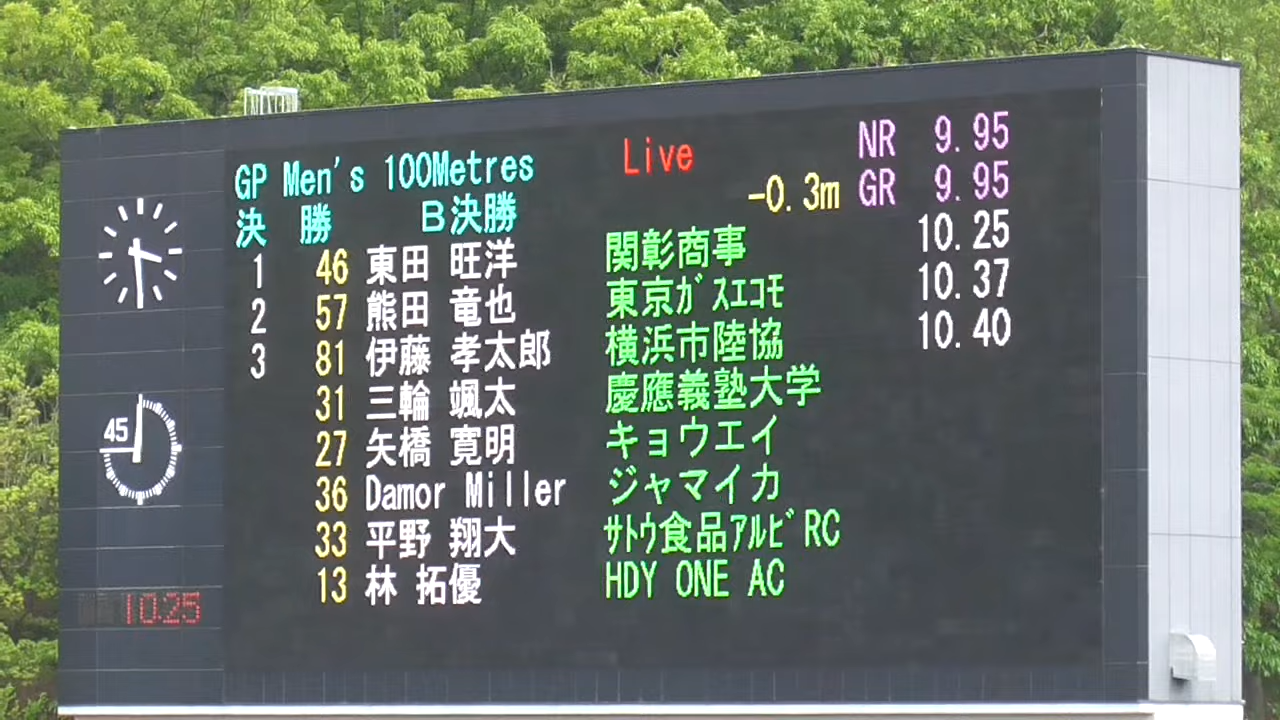 GP Men's 100Metres Live NR 9.95
決 勝 B決勝 -0.3m GR 9.95
1 46 東田 旺洋 関彰商事 10.25
2 57 熊田 竜也 東京ｶﾞｽｴｺﾓ 10.37
3 81 伊藤 孝太郎 横浜市陸協 10.40
31 三輪 颯太 慶應義塾大学
27 矢橋 寛明 キョウエイ
36 Damor Miller ジャマイカ
33 平野 翔大 ｻﾄｳ食品ｱﾙﾋﾞRC
13 林 拓優 HDY ONE AC
45
10.25